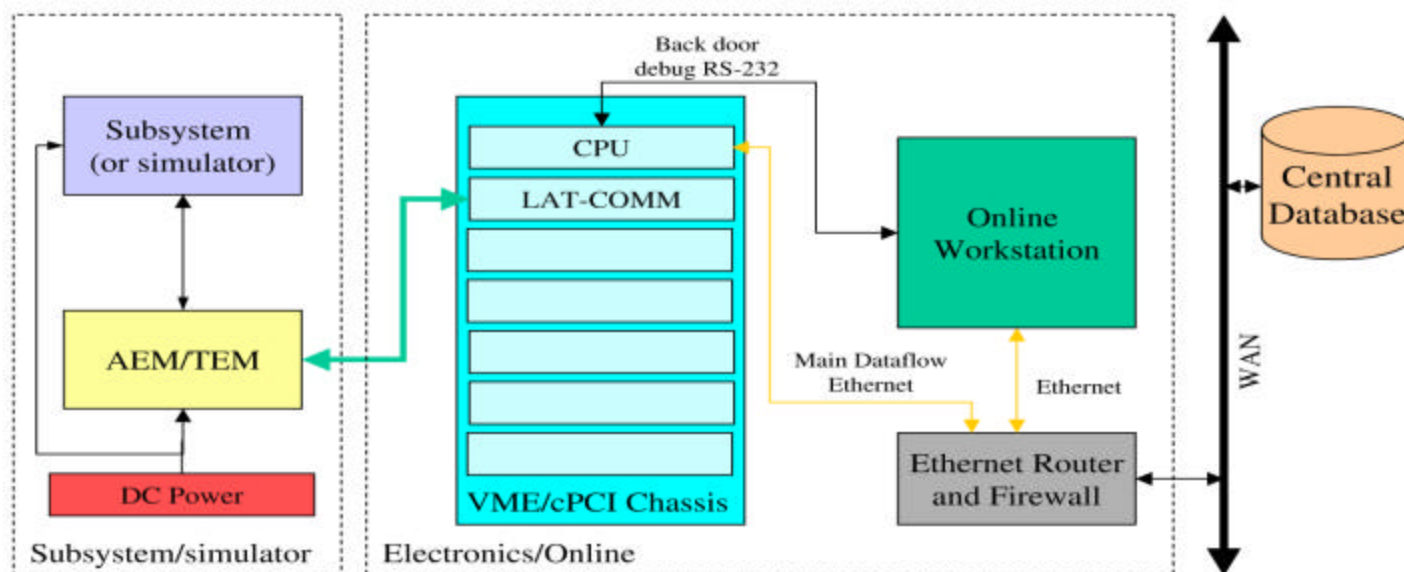 Back door
debug RS-232
Subsystem
(or simulator)
CPU
LAT-COMM
Online
Workstation
Central
Database
AEM/TEM
Main Dataflow
Ethernet
Ethernet
WAN
DC Power
VME/cPCI Chassis
Ethernet Router
and Firewall
Subsystem/simulator
Electronics/Online